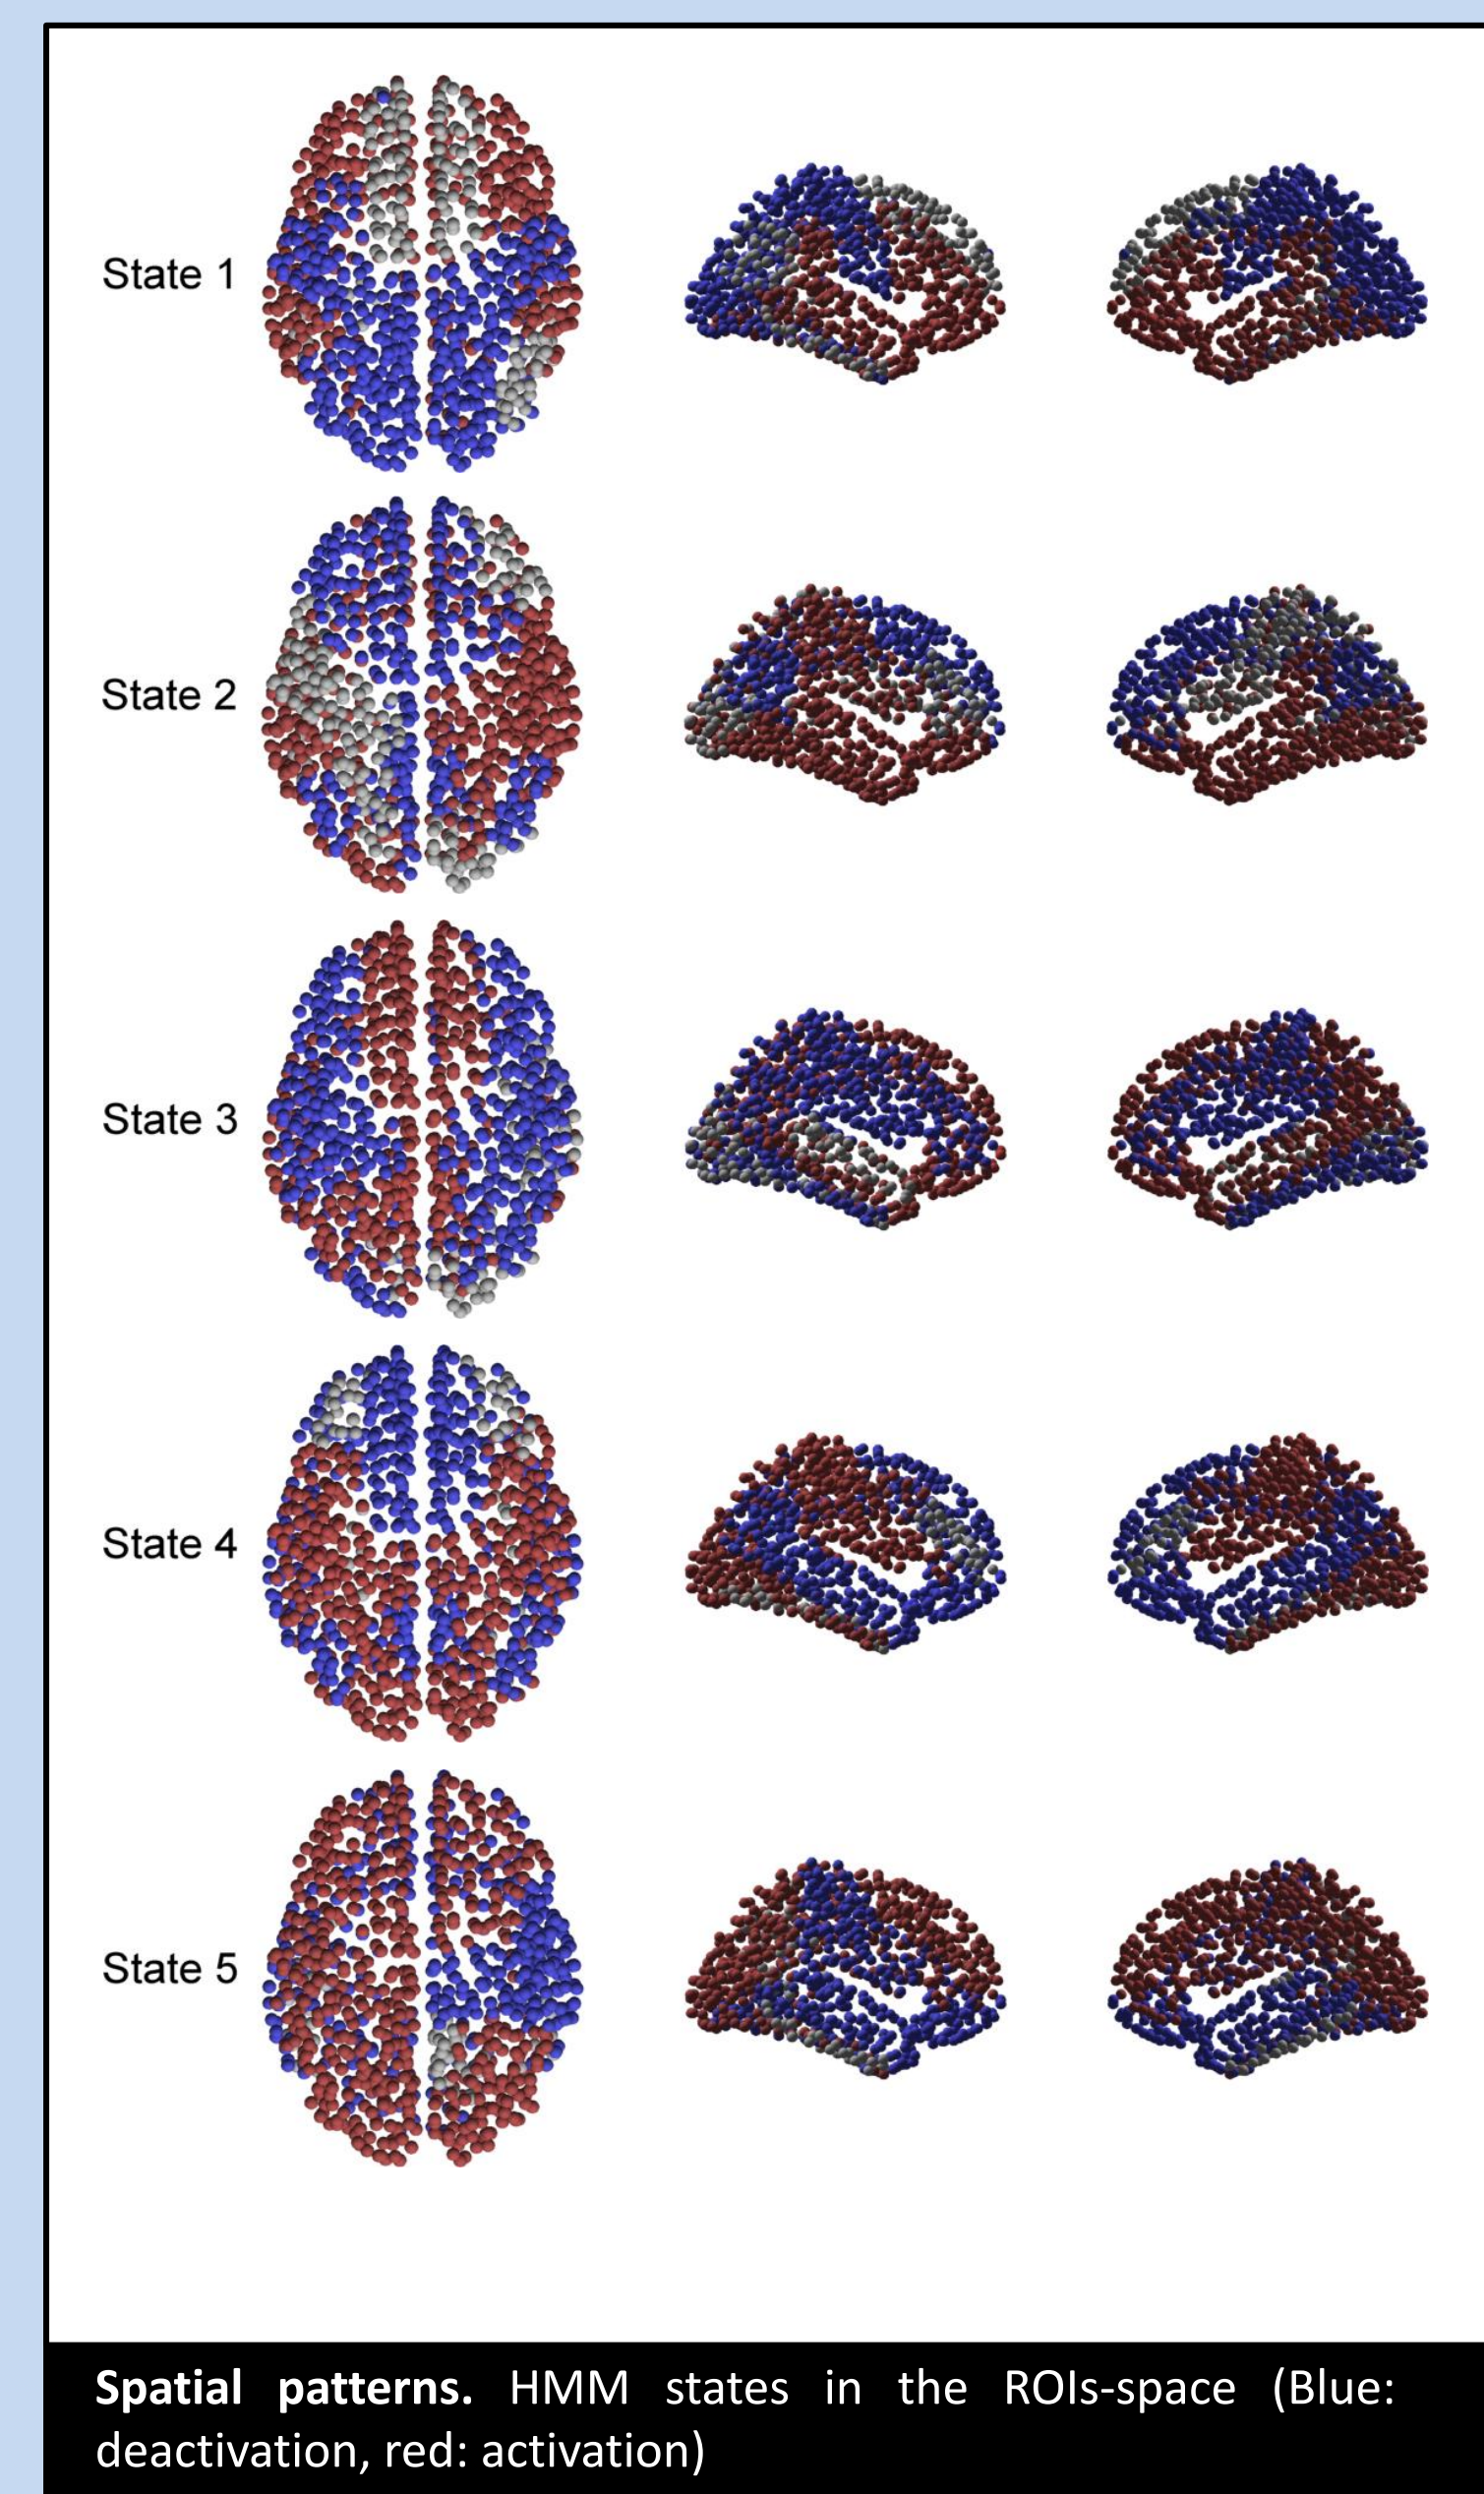 State 1
State 2
State 3
State 4
State 5
Spatial patterns. HMM states in the ROIs-space (Blue:
deactivation, red: activation)